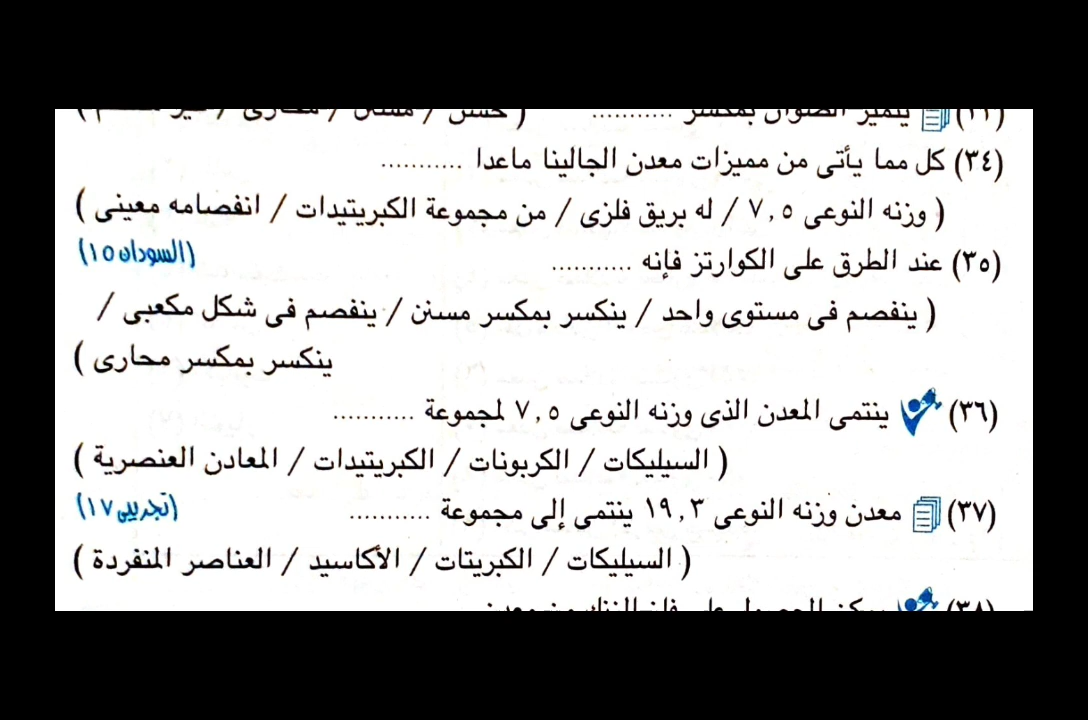 (٣٤) كل مما يأتى من مميزات معدن الجالينا ماعدا ...........
( وزنه النوعى ٧,٥ / له بريق فلزى / من مجموعة الكبريتيدات / انفصامه معينى )
(٣٥) عند الطرق على الكوارتز فإنه ........... (السودان ١٥)
( ينفصم فى مستوى واحد / ينكسر بمكسر مسنن / ينفصم فى شكل مكعبى /
ينكسر بمكسر محارى )
(٣٦) ينتمى المعدن الذى وزنه النوعى ٧,٥ لمجموعة ...........
( السيليكات / الكربونات / الكبريتيدات / المعادن العنصرية )
(٣٧) معدن وزنه النوعى ١٩,٣ ينتمى إلى مجموعة ........... (تجريبى ١٧)
( السيليكات / الكبريتات / الأكاسيد / العناصر المنفردة )